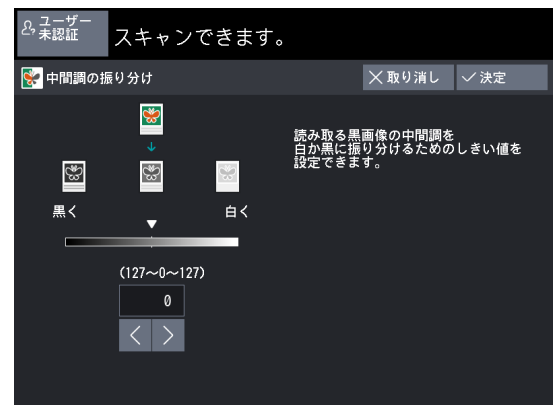 ユーザー
未認証
スキャンできます。
中間調の振り分け
取り消し
決定
読み取る黒画像の中間調を
白か黒に振り分けるためのしきい値を
設定できます。
黒く
白く
(127～0～127)
0